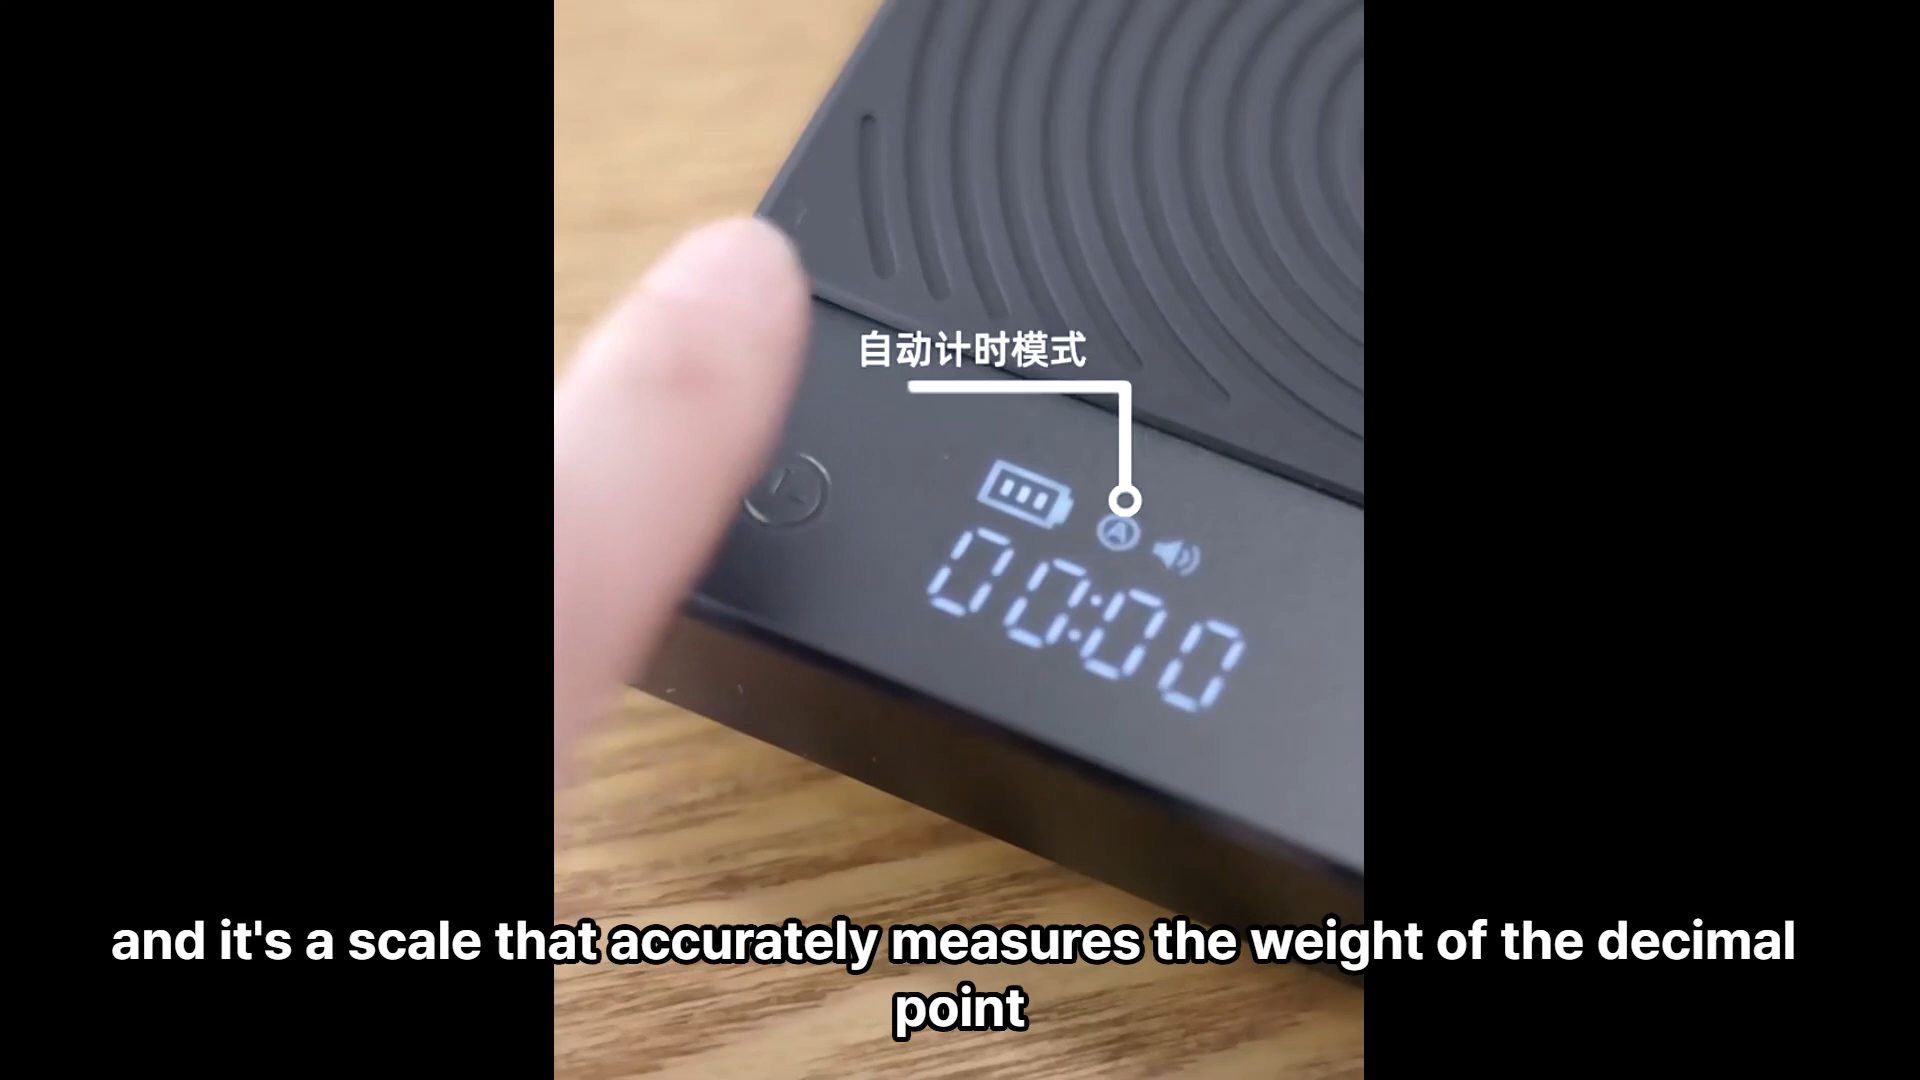 自动计时模式
A
00:00
and it's a scale that accurately measures the weight of the decimal
point